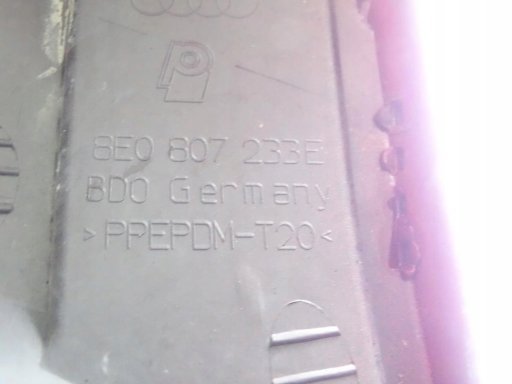 8E0 807 233E
BDO Germany
>PPEPDM-T20<